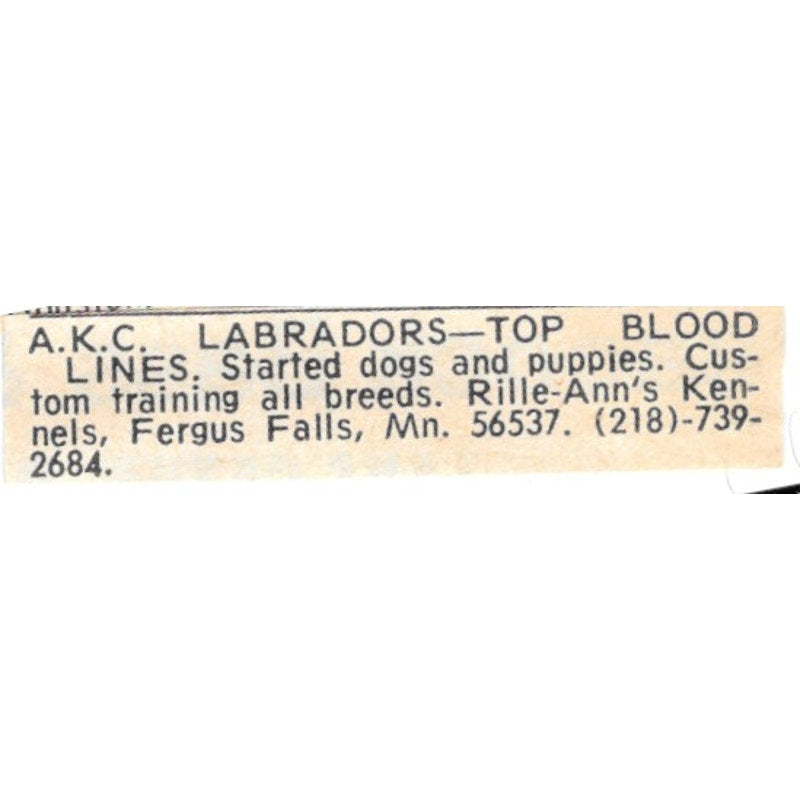 A.K.C. LABRADORS—TOP BLOOD
LINES. Started dogs and puppies. Cus-
tom training all breeds. Rille-Ann's Ken-
nels, Fergus Falls, Mn. 56537. (218)-739-
2684.